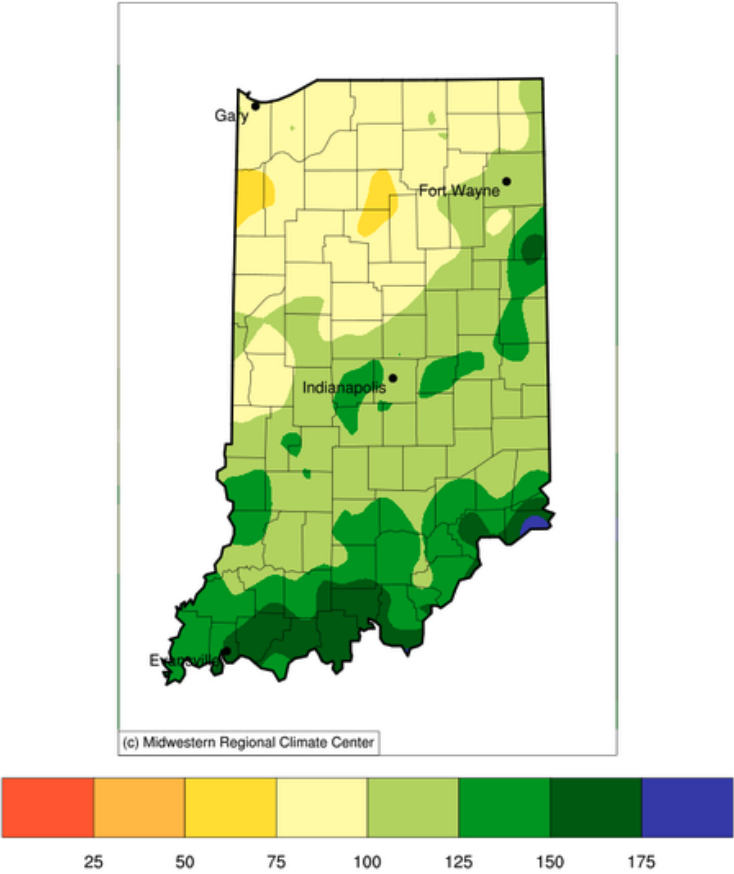 Gary
Fort Wayne
Indianapolis
Evansville
(c) Midwestern Regional Climate Center
25 50 75 100 125 150 175